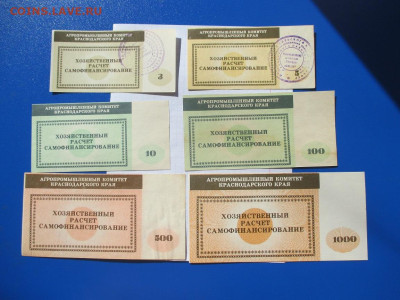 COINS.LAVE.RU
АГРОПРОМЫШЛЕННЫЙ КОМИТЕТ
КРАСНОДАРСКОГО КРАЯ
ХОЗЯЙСТВЕННЫЙ
РАСЧЕТ
САМОФИНАНСИРОВАНИЕ
3
АГРОПРОМЫШЛЕННЫЙ КОМИТЕТ
КРАСНОДАРСКОГО КРАЯ
ХОЗЯЙСТВЕННЫЙ
РАСЧЕТ
САМОФИНАНСИРОВАНИЕ
5
АГРОПРОМЫШЛЕННЫЙ КОМИТЕТ
КРАСНОДАРСКОГО КРАЯ
ХОЗЯЙСТВЕННЫЙ
РАСЧЕТ
САМОФИНАНСИРОВАНИЕ
10
АГРОПРОМЫШЛЕННЫЙ КОМИТЕТ
КРАСНОДАРСКОГО КРАЯ
ХОЗЯЙСТВЕННЫЙ
РАСЧЕТ
САМОФИНАНСИРОВАНИЕ
100
АГРОПРОМЫШЛЕННЫЙ КОМИТЕТ
КРАСНОДАРСКОГО КРАЯ
ХОЗЯЙСТВЕННЫЙ
РАСЧЕТ
САМОФИНАНСИРОВАНИЕ
500
АГРОПРОМЫШЛЕННЫЙ КОМИТЕТ
КРАСНОДАРСКОГО КРАЯ
ХОЗЯЙСТВЕННЫЙ
РАСЧЕТ
САМОФИНАНСИРОВАНИЕ
1000